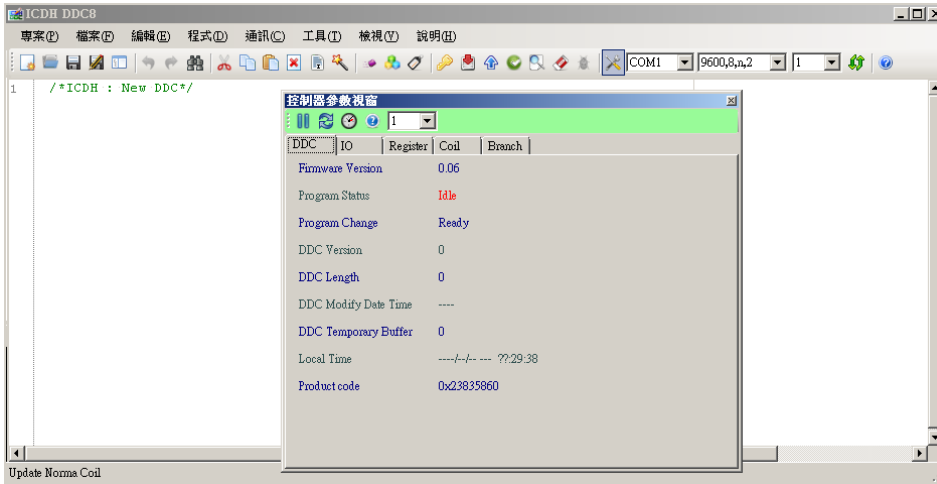 ICDH DDC8
專案(P) 檔案(F) 編輯(E) 程式(D) 通訊(C) 工具(T) 檢視(V) 說明(H)
COM1 9600,8,n,2 1
1 /*ICDH : New DDC*/
控制器參數視窗
1
DDC IO Register Coil Branch
Firmware Version 0.06
Program Status Idle
Program Change Ready
DDC Version 0
DDC Length 0
DDC Modify Date Time ----
DDC Temporary Buffer 0
Local Time ----/--/-- --- ??:29:38
Product code 0x23835860
Update Norma Coil